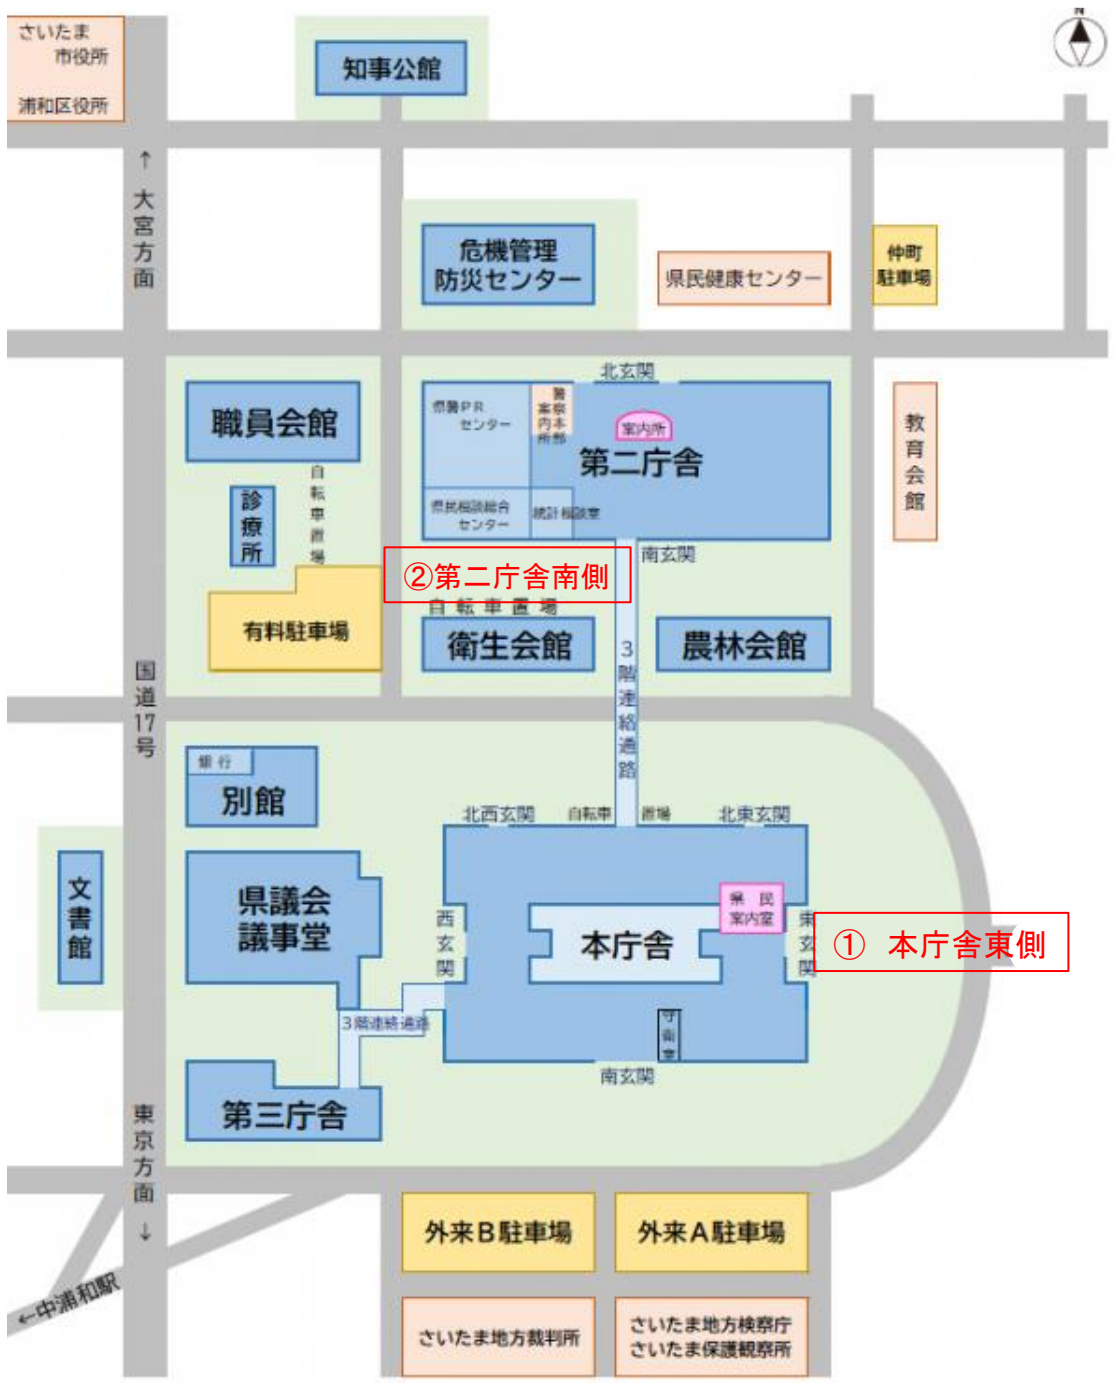 さいたま
市役所
浦和区役所
知事公館
N
↑大宮方面
危機管理
防災センター
県民健康センター
仲町
駐車場
職員会館
自転車置場
診療所
有料駐車場
北玄関
県警PR
センター
警察本部
案内所
案内所
第二庁舎
県民相談総合
センター
統計相談室
南玄関
教育会館
②第二庁舎南側
自転車置場
衛生会館
農林会館
3階連絡通路
国道17号
銀行
別館
北西玄関
自転車
置場
北東玄関
文書館
県議会
議事堂
西玄関
本庁舎
県民
案内室
東玄関
① 本庁舎東側
3階連絡通路
守衛室
南玄関
第三庁舎
東京方面↓
外来B駐車場
外来A駐車場
←中浦和駅
さいたま地方裁判所
さいたま地方検察庁
さいたま保護観察所